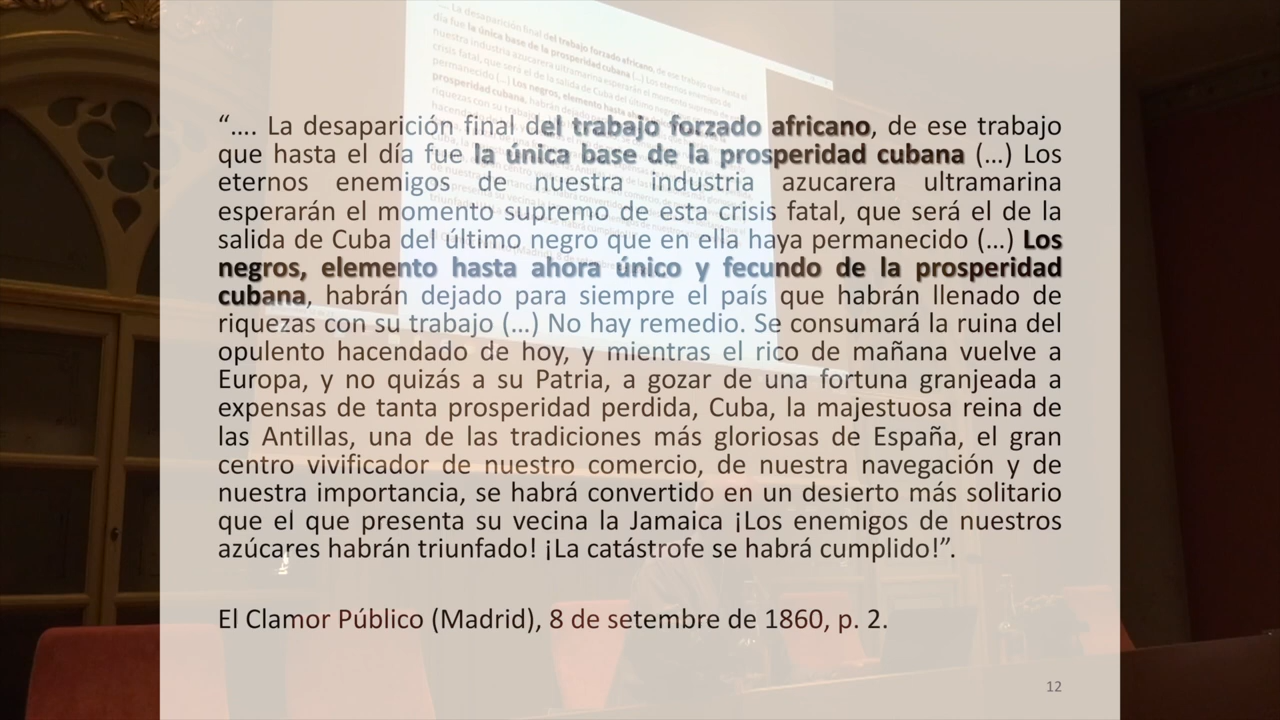 “…. La desaparición final del trabajo forzado africano, de ese trabajo
que hasta el día fue la única base de la prosperidad cubana (…) Los
eternos enemigos de nuestra industria azucarera ultramarina
esperarán el momento supremo de esta crisis fatal, que será el de la
salida de Cuba del último negro que en ella haya permanecido (…) Los
negros, elemento hasta ahora único y fecundo de la prosperidad
cubana, habrán dejado para siempre el país que habrán llenado de
riquezas con su trabajo (…) No hay remedio. Se consumará la ruina del
opulento hacendado de hoy, y mientras el rico de mañana vuelve a
Europa, y no quizás a su Patria, a gozar de una fortuna granjeada a
expensas de tanta prosperidad perdida, Cuba, la majestuosa reina de
las Antillas, una de las tradiciones más gloriosas de España, el gran
centro vivificador de nuestro comercio, de nuestra navegación y de
nuestra importancia, se habrá convertido en un desierto más solitario
que el que presenta su vecina la Jamaica ¡Los enemigos de nuestros
azúcares habrán triunfado! ¡La catástrofe se habrá cumplido!”.
El Clamor Público (Madrid), 8 de setembre de 1860, p. 2.
12